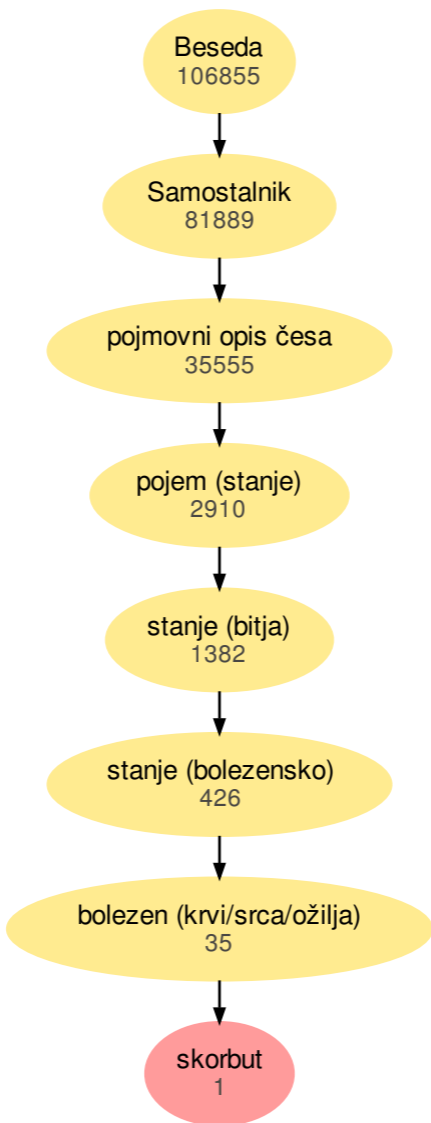 Beseda
106855
Samostalnik
81889
pojmovni opis česa
35555
pojem (stanje)
2910
stanje (bitja)
1382
stanje (bolezensko)
426
bolezen (krvi/srca/ožilja)
35
skorbut
1